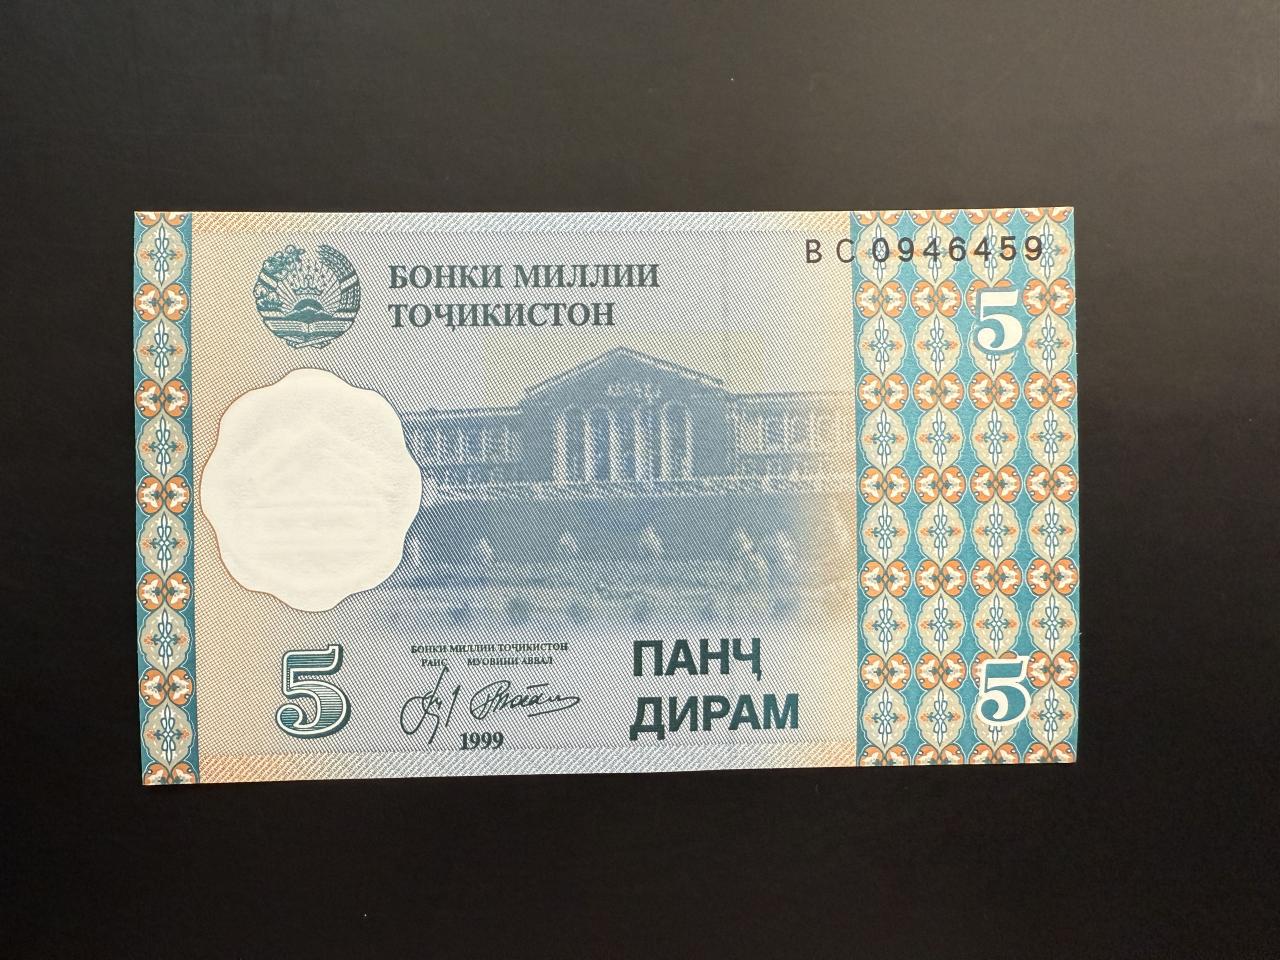 БОНКИ МИЛЛИИ
ТОҶИКИСТОН
ВС 0946459
5
5
БОНКИ МИЛЛИИ ТОҶИКИСТОН
РАИС МУОВИНИ АВВАЛ
1999
ПАНҶ
ДИРАМ
5